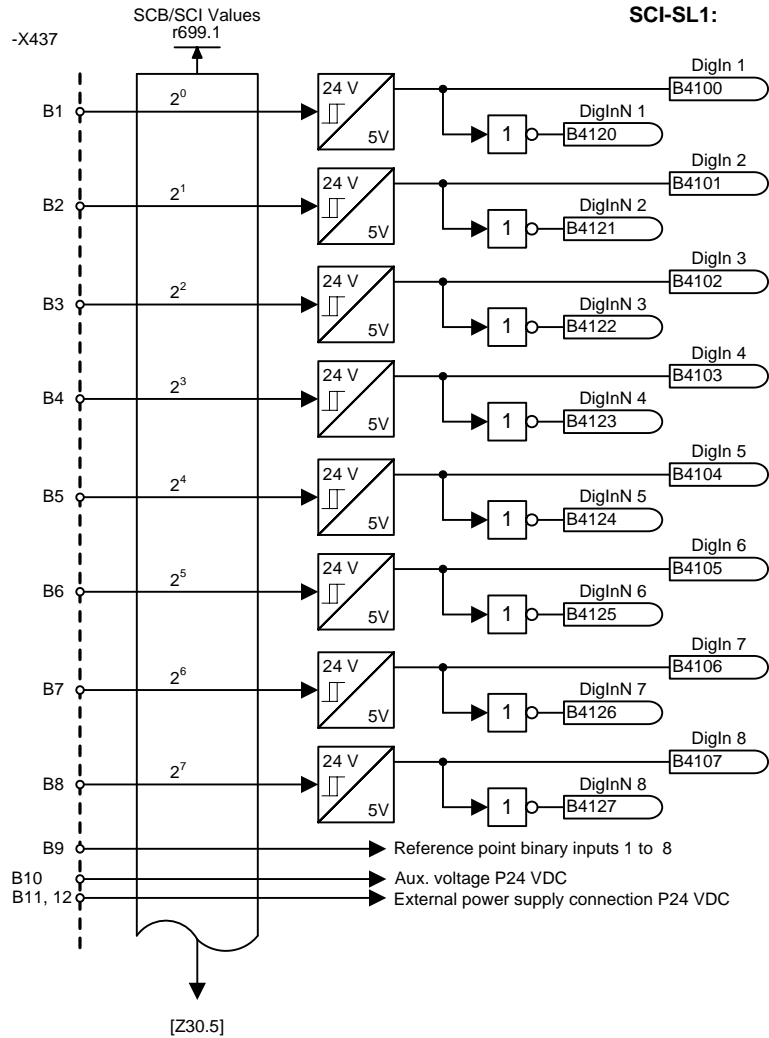 SCB/SCI Values
r699.1
SCI-SL1:
-X437
B1
2⁰
24 V
5V
DigIn 1
B4100
1
DigInN 1
B4120
B2
2¹
24 V
5V
DigIn 2
B4101
1
DigInN 2
B4121
B3
2²
24 V
5V
DigIn 3
B4102
1
DigInN 3
B4122
B4
2³
24 V
5V
DigIn 4
B4103
1
DigInN 4
B4123
B5
2⁴
24 V
5V
DigIn 5
B4104
1
DigInN 5
B4124
B6
2⁵
24 V
5V
DigIn 6
B4105
1
DigInN 6
B4125
B7
2⁶
24 V
5V
DigIn 7
B4106
1
DigInN 7
B4126
B8
2⁷
24 V
5V
DigIn 8
B4107
1
DigInN 8
B4127
B9
Reference point binary inputs 1 to 8
B10
Aux. voltage P24 VDC
B11, 12
External power supply connection P24 VDC
[Z30.5]